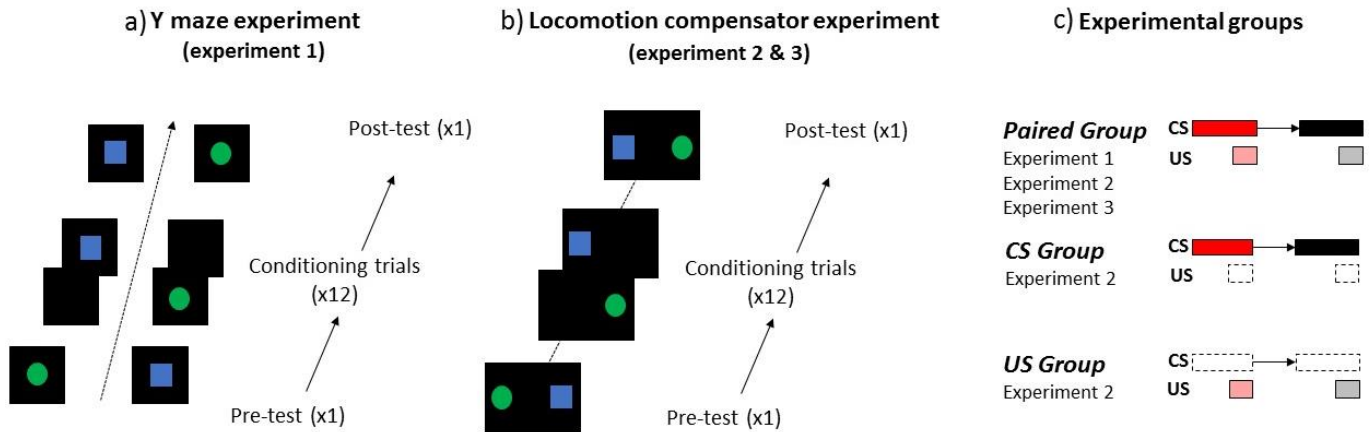 a) Y maze experiment
(experiment 1)
Post-test (x1)
Conditioning trials
(x12)
Pre-test (x1)
b) Locomotion compensator experiment
(experiment 2 & 3)
Post-test (x1)
Conditioning trials
(x12)
Pre-test (x1)
c) Experimental groups
Paired Group CS
Experiment 1 US
Experiment 2
Experiment 3
CS Group CS
Experiment 2 US
US Group CS
Experiment 2 US